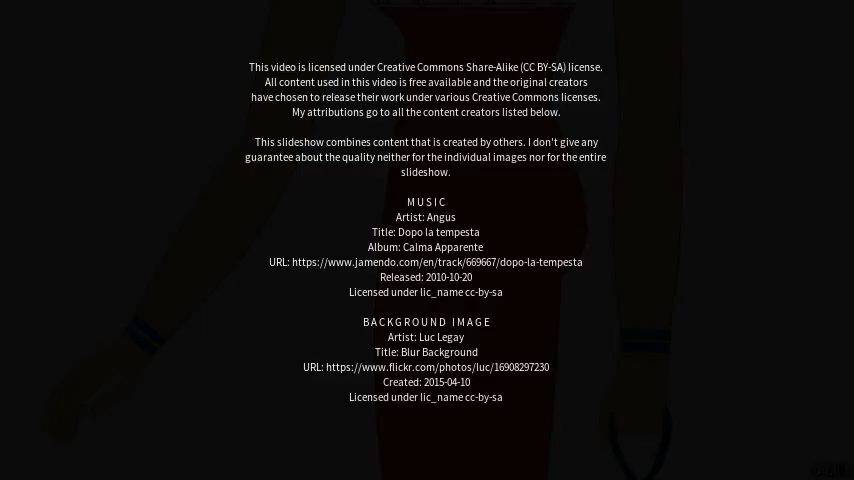 This video is licensed under Creative Commons Share-Alike (CC BY-SA) license.
All content used in this video is free available and the original creators
have chosen to release their work under various Creative Commons licenses.
My attributions go to all the content creators listed below.
This slideshow combines content that is created by others. I don't give any
guarantee about the quality neither for the individual images nor for the entire
slideshow.
MUSIC
Artist: Angus
Title: Dopo la tempesta
Album: Calma Apparente
URL: https://www.jamendo.com/en/track/669667/dopo-la-tempesta
Released: 2010-10-20
Licensed under lic_name cc-by-sa
BACKGROUND IMAGE
Artist: Luc Legay
Title: Blur Background
URL: https://www.flickr.com/photos/luc/16908297230
Created: 2015-04-10
Licensed under lic_name cc-by-sa